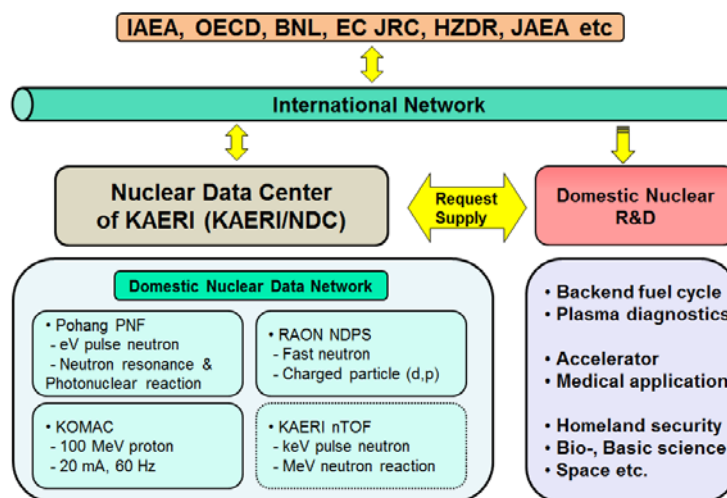 IAEA, OECD, BNL, EC JRC, HZDR, JAEA etc
International Network
Nuclear Data Center
of KAERI (KAERI/NDC)
Request
Supply
Domestic Nuclear
R&D
Domestic Nuclear Data Network
• Pohang PNF
- eV pulse neutron
- Neutron resonance &
Photonuclear reaction
• RAON NDPS
- Fast neutron
- Charged particle (d,p)
• KOMAC
- 100 MeV proton
- 20 mA, 60 Hz
• KAERI nTOF
- keV pulse neutron
- MeV neutron reaction
• Backend fuel cycle
• Plasma diagnostics
• Accelerator
• Medical application
• Homeland security
• Bio-, Basic science
• Space etc.